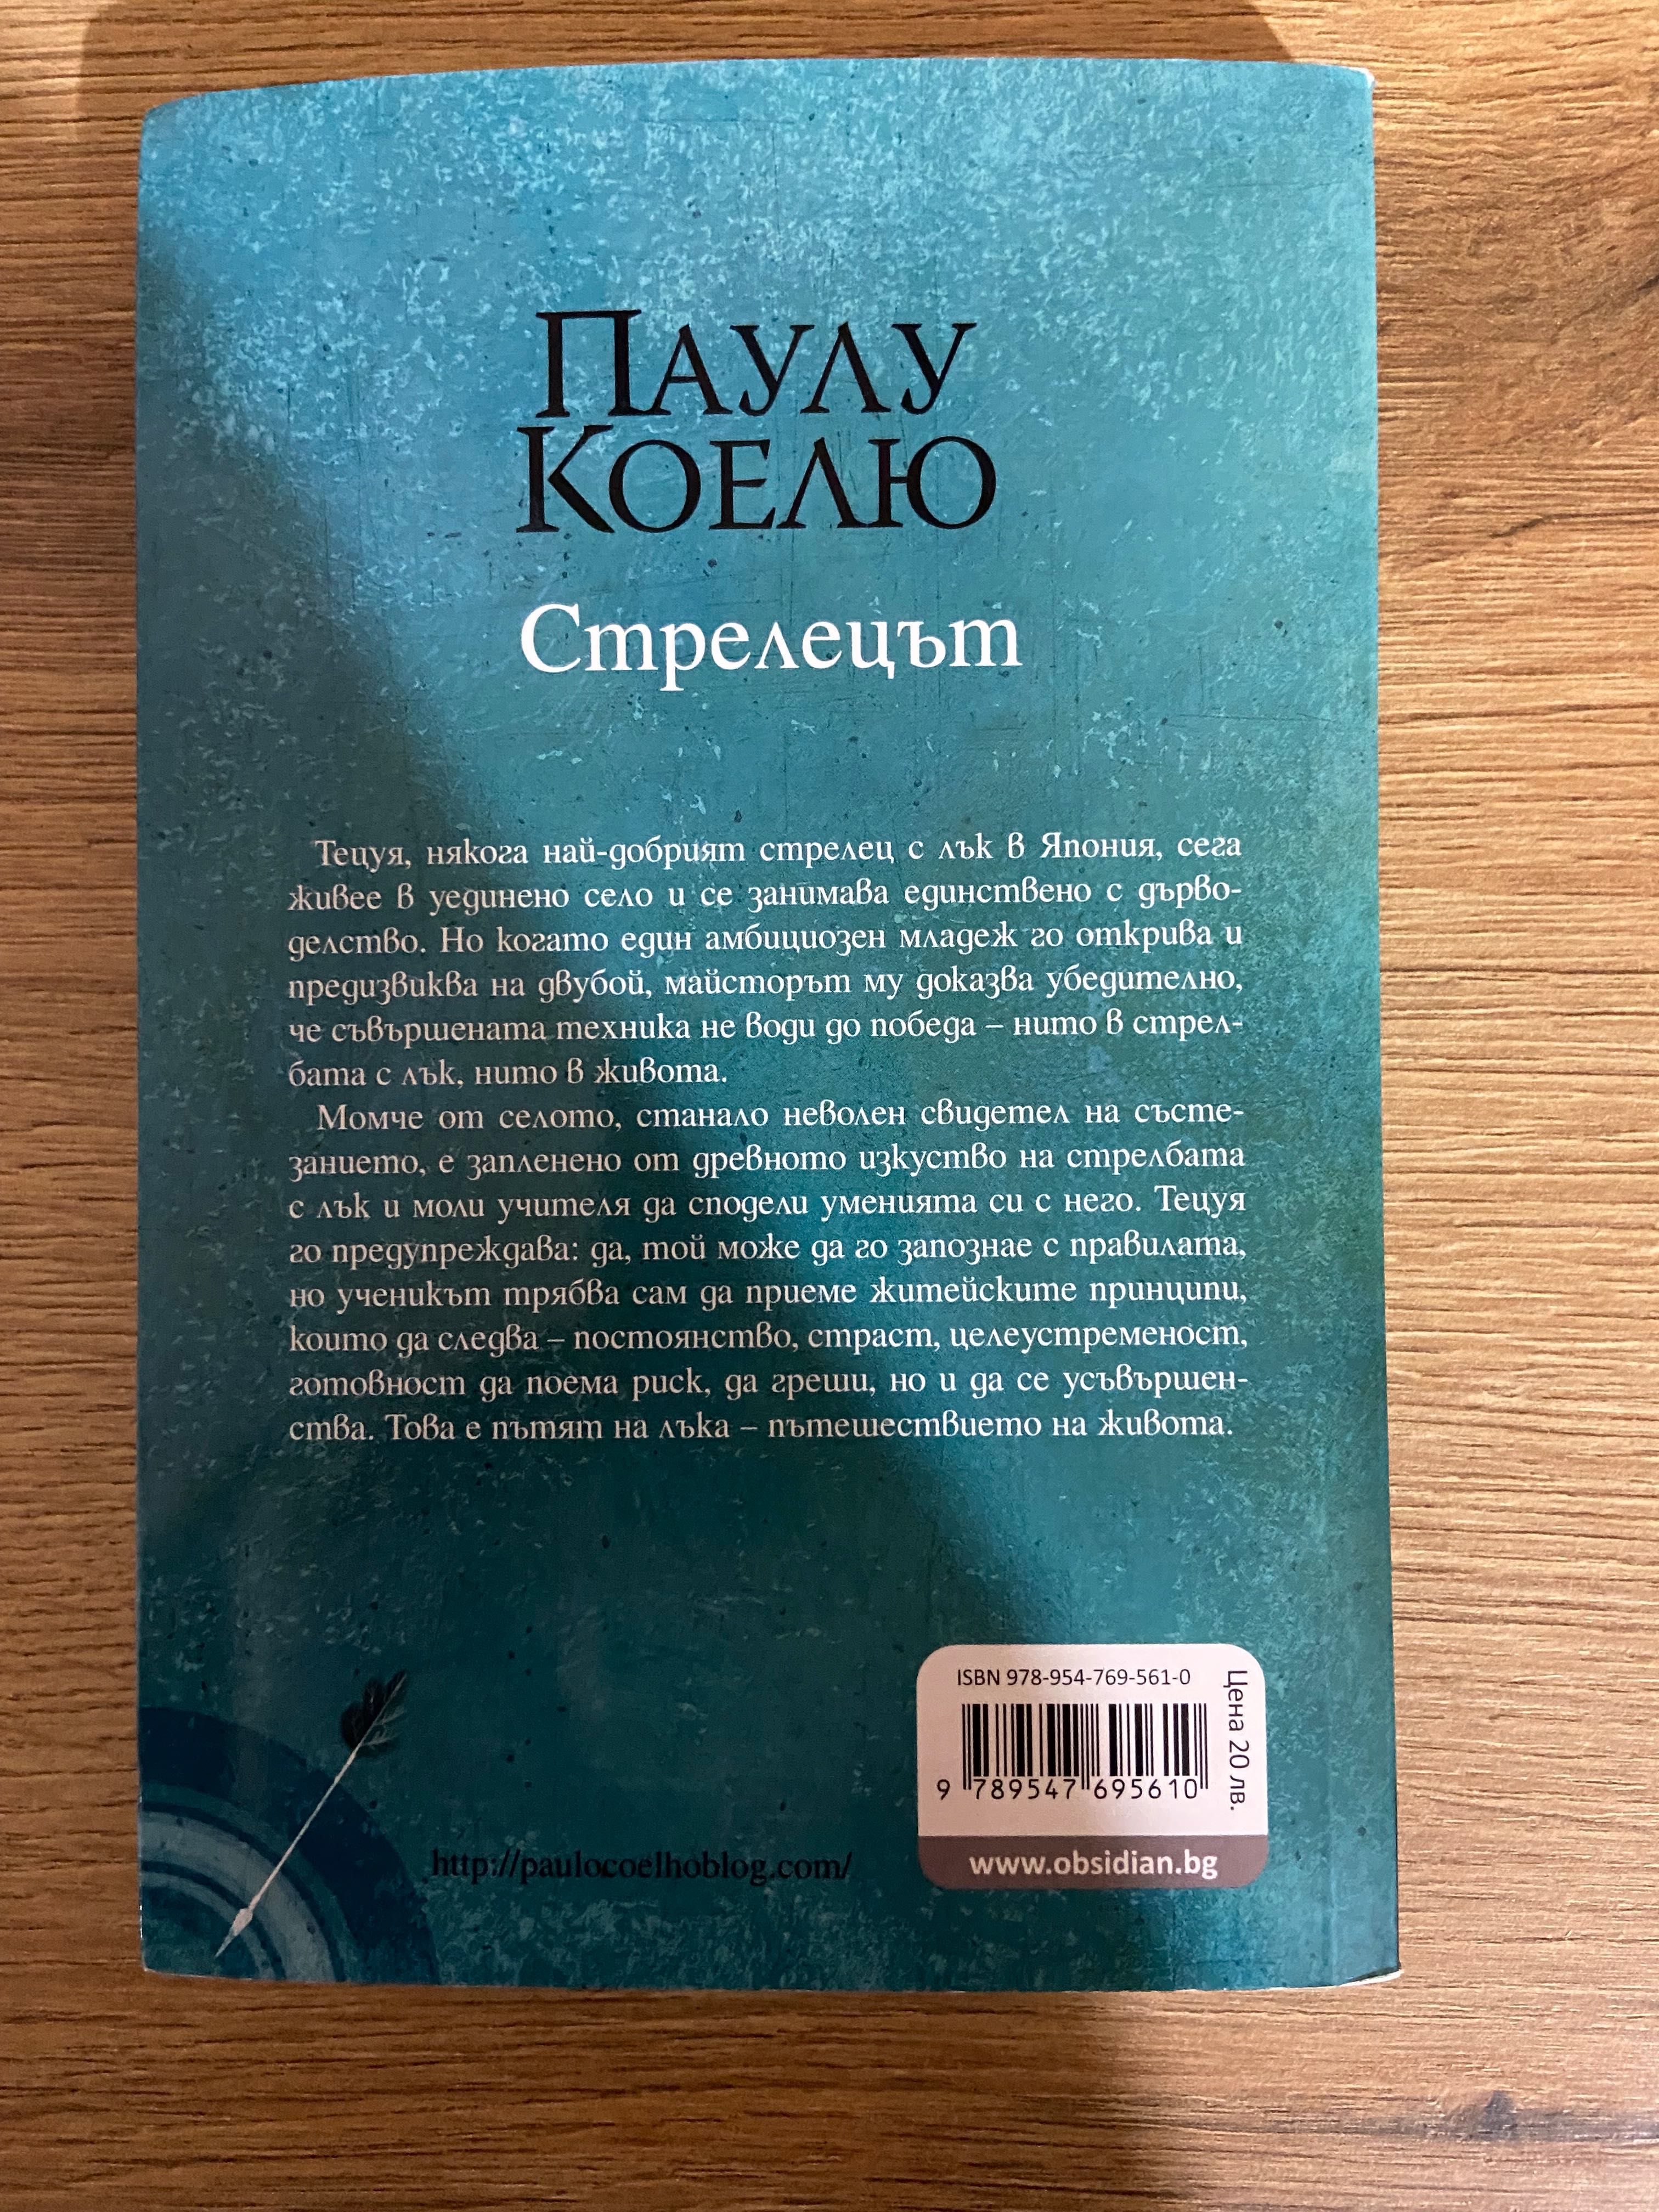 ПАУЛУ
КОЕЛЮ
Стрелецът
Тецуя, някога най-добрият стрелец с лък в Япония, сега
живее в уединено село и се занимава единствено с дърво-
делство. Но когато един амбициозен младеж го открива и
предизвиква на двубой, майсторът му доказва убедително,
че съвършената техника не води до победа – нито в стрел-
бата с лък, нито в живота.
Момче от селото, станало неволен свидетел на състе-
занието, е запленено от древното изкуство на стрелбата
с лък и моли учителя да сподели уменията си с него. Тецуя
го предупреждава: да, той може да го запознае с правилата,
но ученикът трябва сам да приеме житейските принципи,
които да следва – постоянство, страст, целеустременост,
готовност да поема риск, да греши, но и да се усъвършен-
ства. Това е пътят на лъка – пътешествието на живота.
ISBN 978-954-769-561-0
Цена 20 лв.
9 789547 695610
http://paulocoelhoblog.com/
www.obsidian.bg